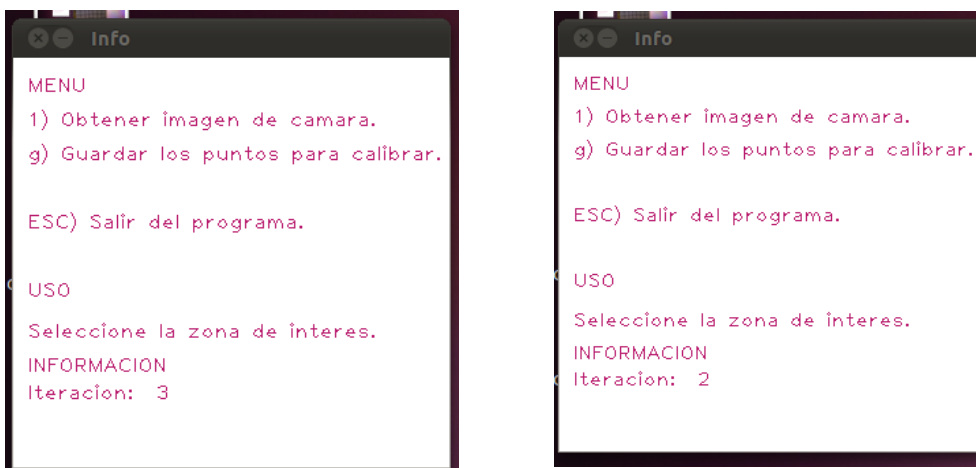 Info
MENU
1) Obtener imagen de camara.
g) Guardar los puntos para calibrar.
ESC) Salir del programa.
USO
Seleccione la zona de interes.
INFORMACION
Iteracion: 3
Info
MENU
1) Obtener imagen de camara.
g) Guardar los puntos para calibrar.
ESC) Salir del programa.
USO
Seleccione la zona de interes.
INFORMACION
Iteracion: 2